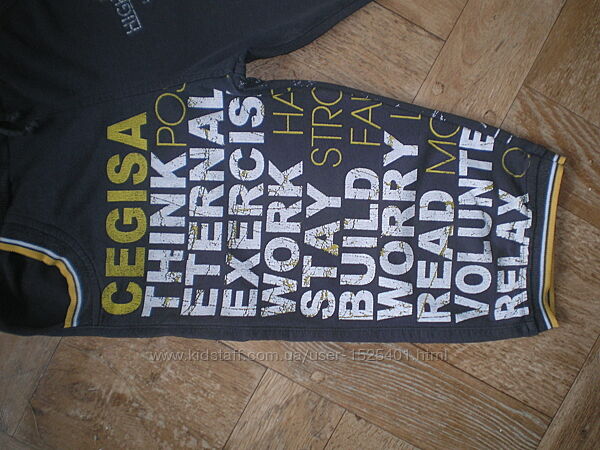 CEGISA
THINK PO
ETERNAL
EXERCIS
WORK HA
STAY STRO
BUILD FA
WORRY
READ MO
VOLUNTE
RELAX
www.kidstaff.com.ua/user-1525401.html